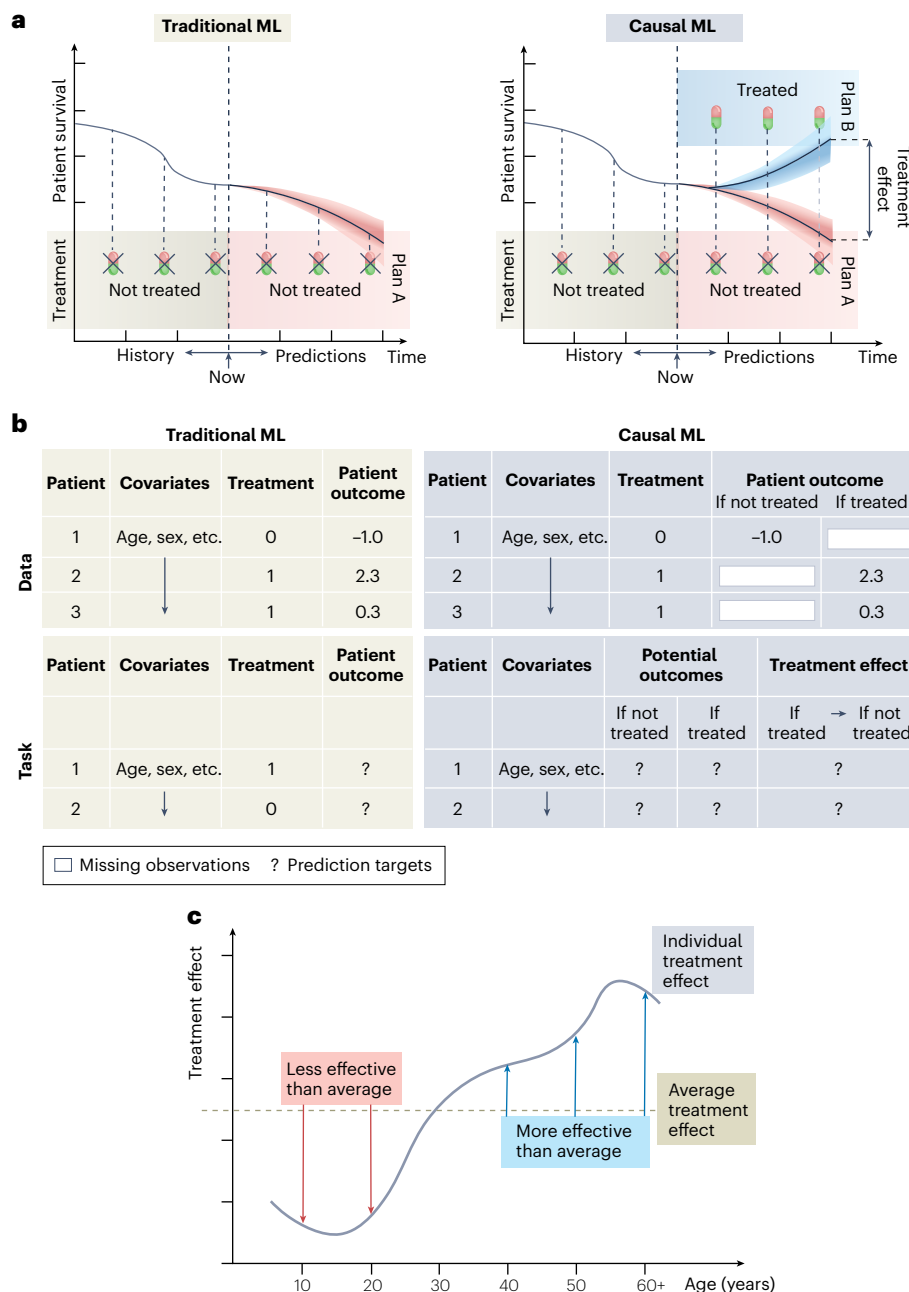 a
Traditional ML
Patient survival
Treatment
Not treated
Not treated
Plan A
History
Predictions
Time
Now
Causal ML
Patient survival
Treated
Plan B
Treatment
effect
Not treated
Not treated
Plan A
Treatment
History
Predictions
Time
Now
b
Traditional ML
Data
Patient Covariates Treatment Patient
outcome
1 Age, sex, etc. 0 –1.0
2 1 2.3
3 1 0.3
Causal ML
Patient Covariates Treatment Patient outcome
If not treated If treated
1 Age, sex, etc. 0 –1.0
2 1 2.3
3 1 0.3
Task
Patient Covariates Treatment Patient
outcome
1 Age, sex, etc. 1 ?
2 0 ?
Patient Covariates Potential
outcomes
Treatment effect
If not
treated
If
treated
If
treated
→ If not
treated
1 Age, sex, etc. ? ? ?
2 ? ? ?
Missing observations ? Prediction targets
c
Treatment effect
Individual
treatment
effect
Less effective
than average
Average
treatment
effect
More effective
than average
10 20 30 40 50 60+ Age (years)